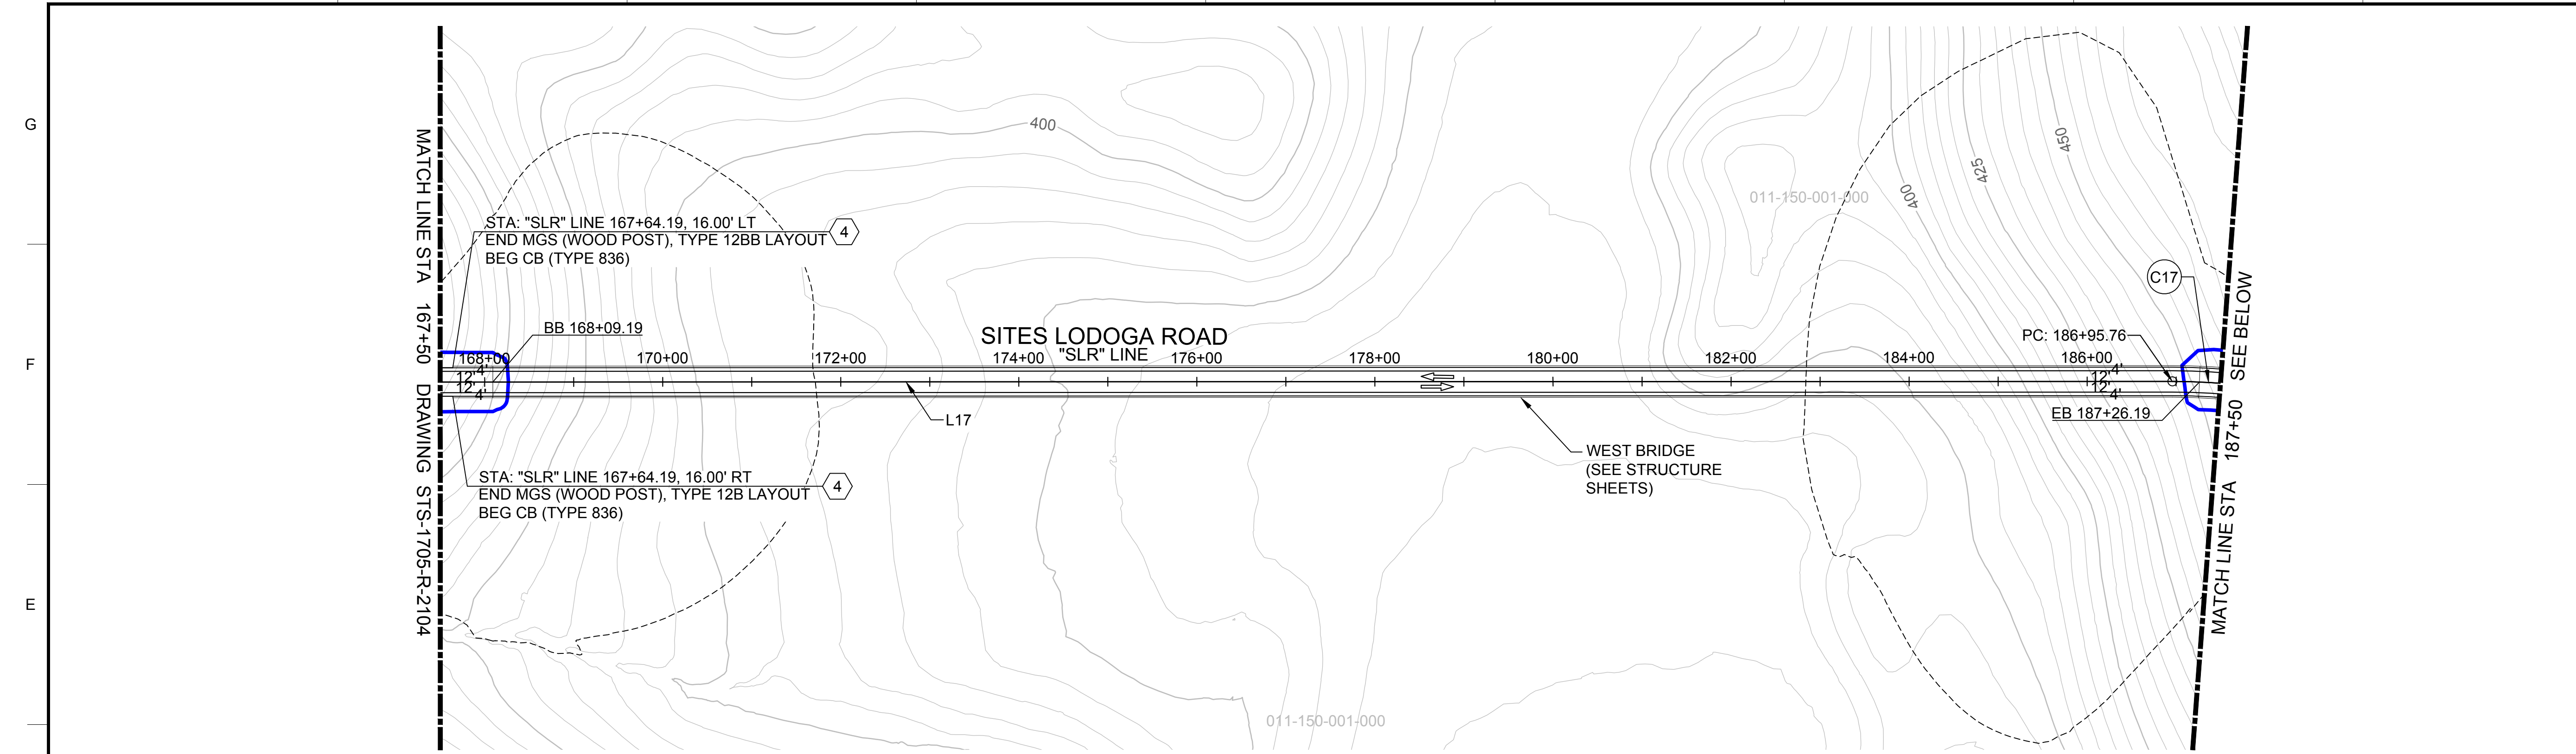 G
F
E
MATCH LINE STA 167+50 DRAWING STS-1705-R-2104
STA: "SLR" LINE 167+64.19, 16.00' LT
END MGS (WOOD POST), TYPE 12BB LAYOUT
BEG CB (TYPE 836)
4
BB 168+09.19
400
SITES LODOGA ROAD
"SLR" LINE
168+00
170+00
172+00
174+00
176+00
178+00
180+00
182+00
184+00
186+00
4'
12'
12'
4'
L17
STA: "SLR" LINE 167+64.19, 16.00' RT
END MGS (WOOD POST), TYPE 12B LAYOUT
BEG CB (TYPE 836)
4
WEST BRIDGE
(SEE STRUCTURE
SHEETS)
011-150-001-000
011-150-001-000
400
425
450
C17
PC: 186+95.76
4'
12'
12'
4'
EB 187+26.19
MATCH LINE STA 187+50 SEE BELOW